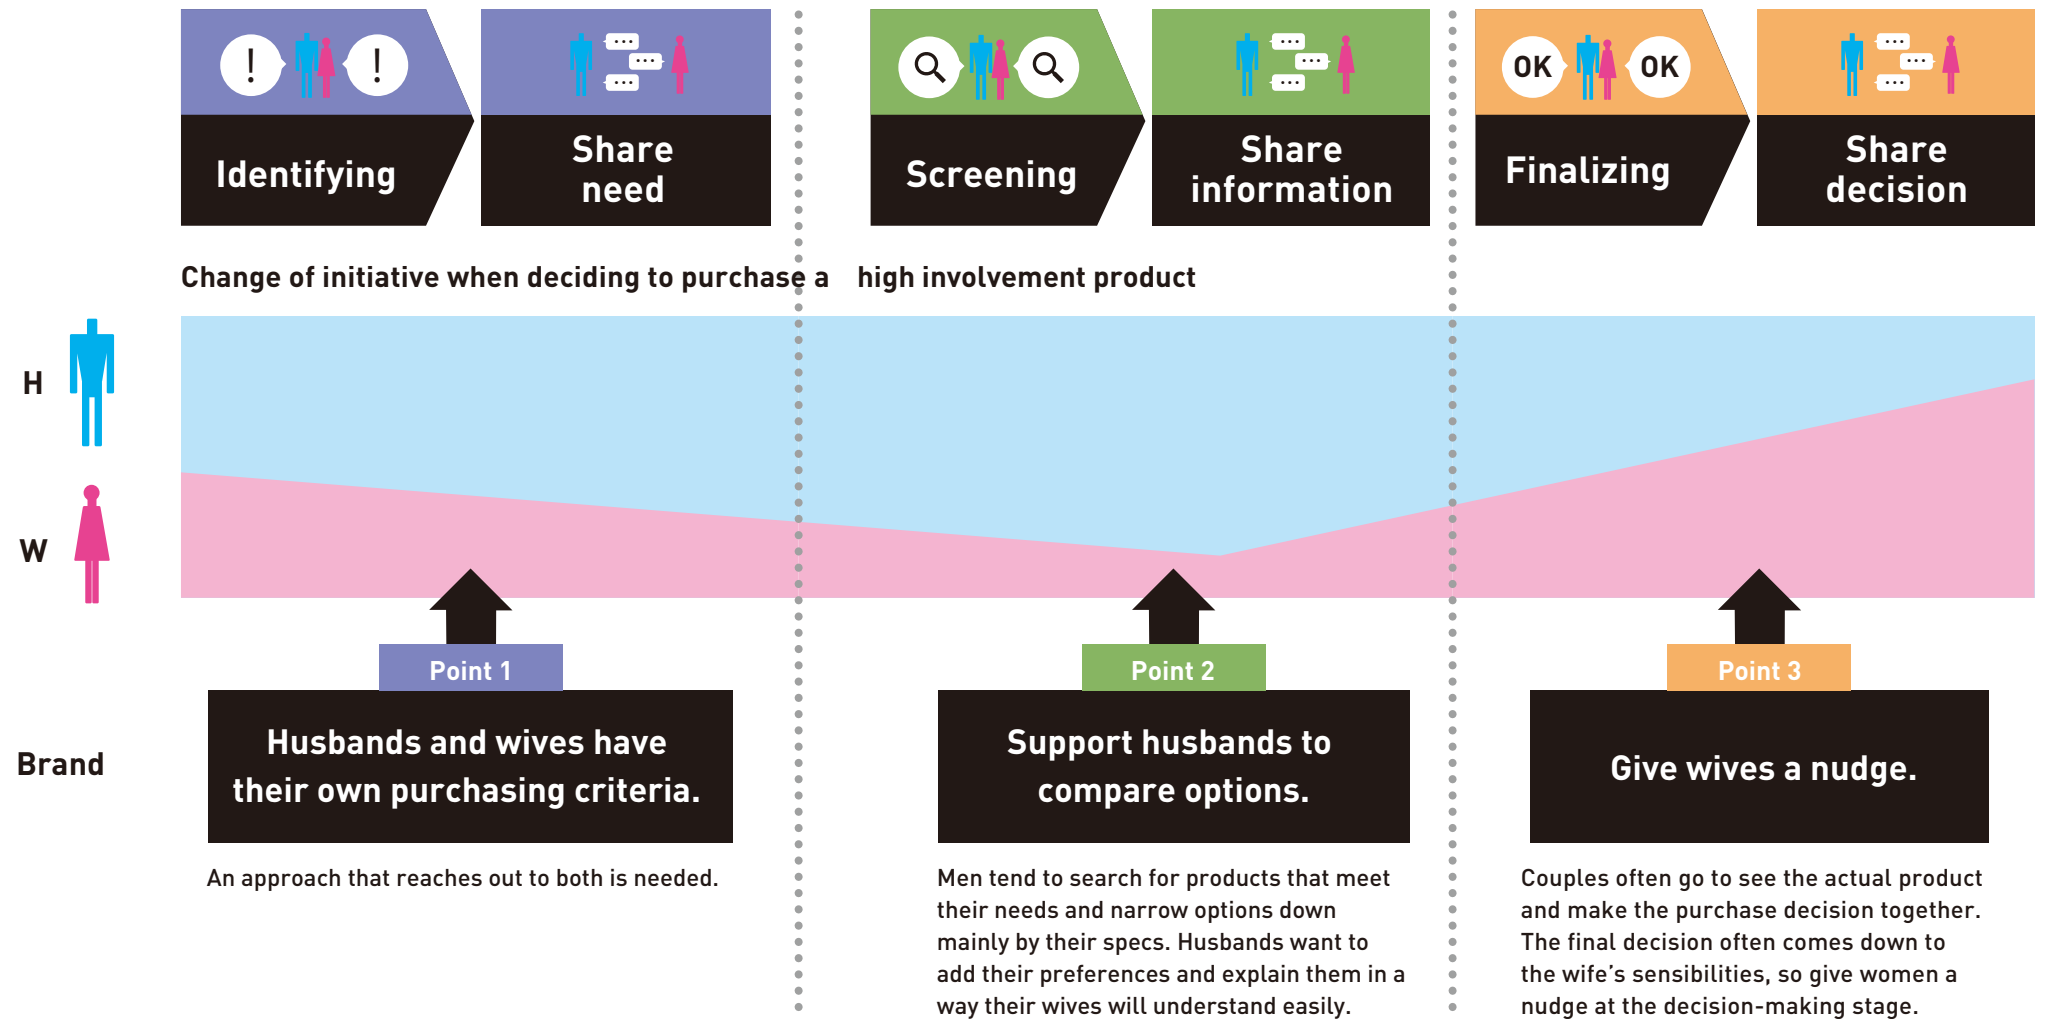 !
!
Identifying
Share
need
Screening
Share
information
OK
OK
Finalizing
Share
decision
Change of initiative when deciding to purchase a high involvement product
H
W
Brand
Point 1
Husbands and wives have
their own purchasing criteria.
An approach that reaches out to both is needed.
Point 2
Support husbands to
compare options.
Men tend to search for products that meet
their needs and narrow options down
mainly by their specs. Husbands want to
add their preferences and explain them in a
way their wives will understand easily.
Point 3
Give wives a nudge.
Couples often go to see the actual product
and make the purchase decision together.
The final decision often comes down to
the wife’s sensibilities, so give women a
nudge at the decision-making stage.